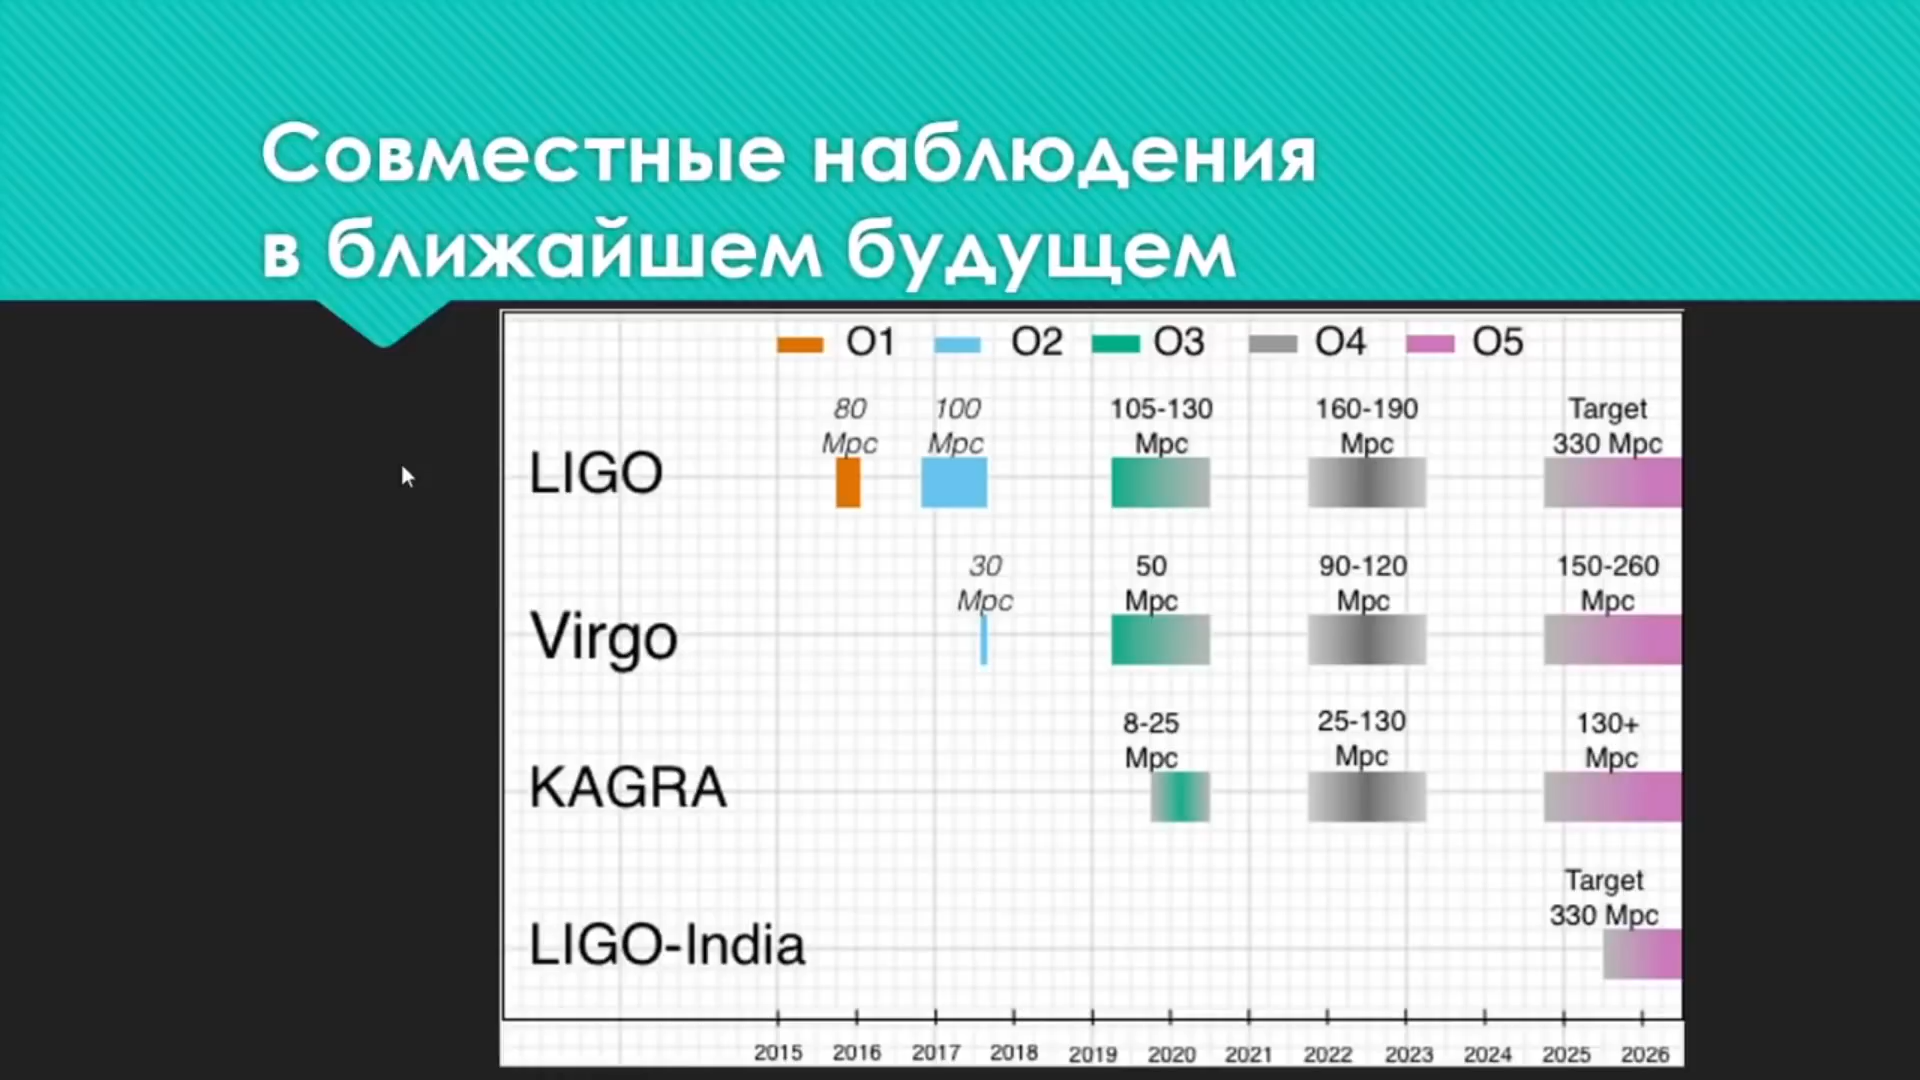 Совместные наблюдения
в ближайшем будущем
O1 O2 O3 O4 O5
80 100 105-130 160-190 Target
Mpc Mpc Mpc Mpc 330 Mpc
LIGO
30 50 90-120 150-260
Mpc Mpc Mpc Mpc
Virgo
8-25 25-130 130+
Mpc Mpc Mpc
KAGRA
Target
330 Mpc
LIGO-India
2015 2016 2017 2018 2019 2020 2021 2022 2023 2024 2025 2026